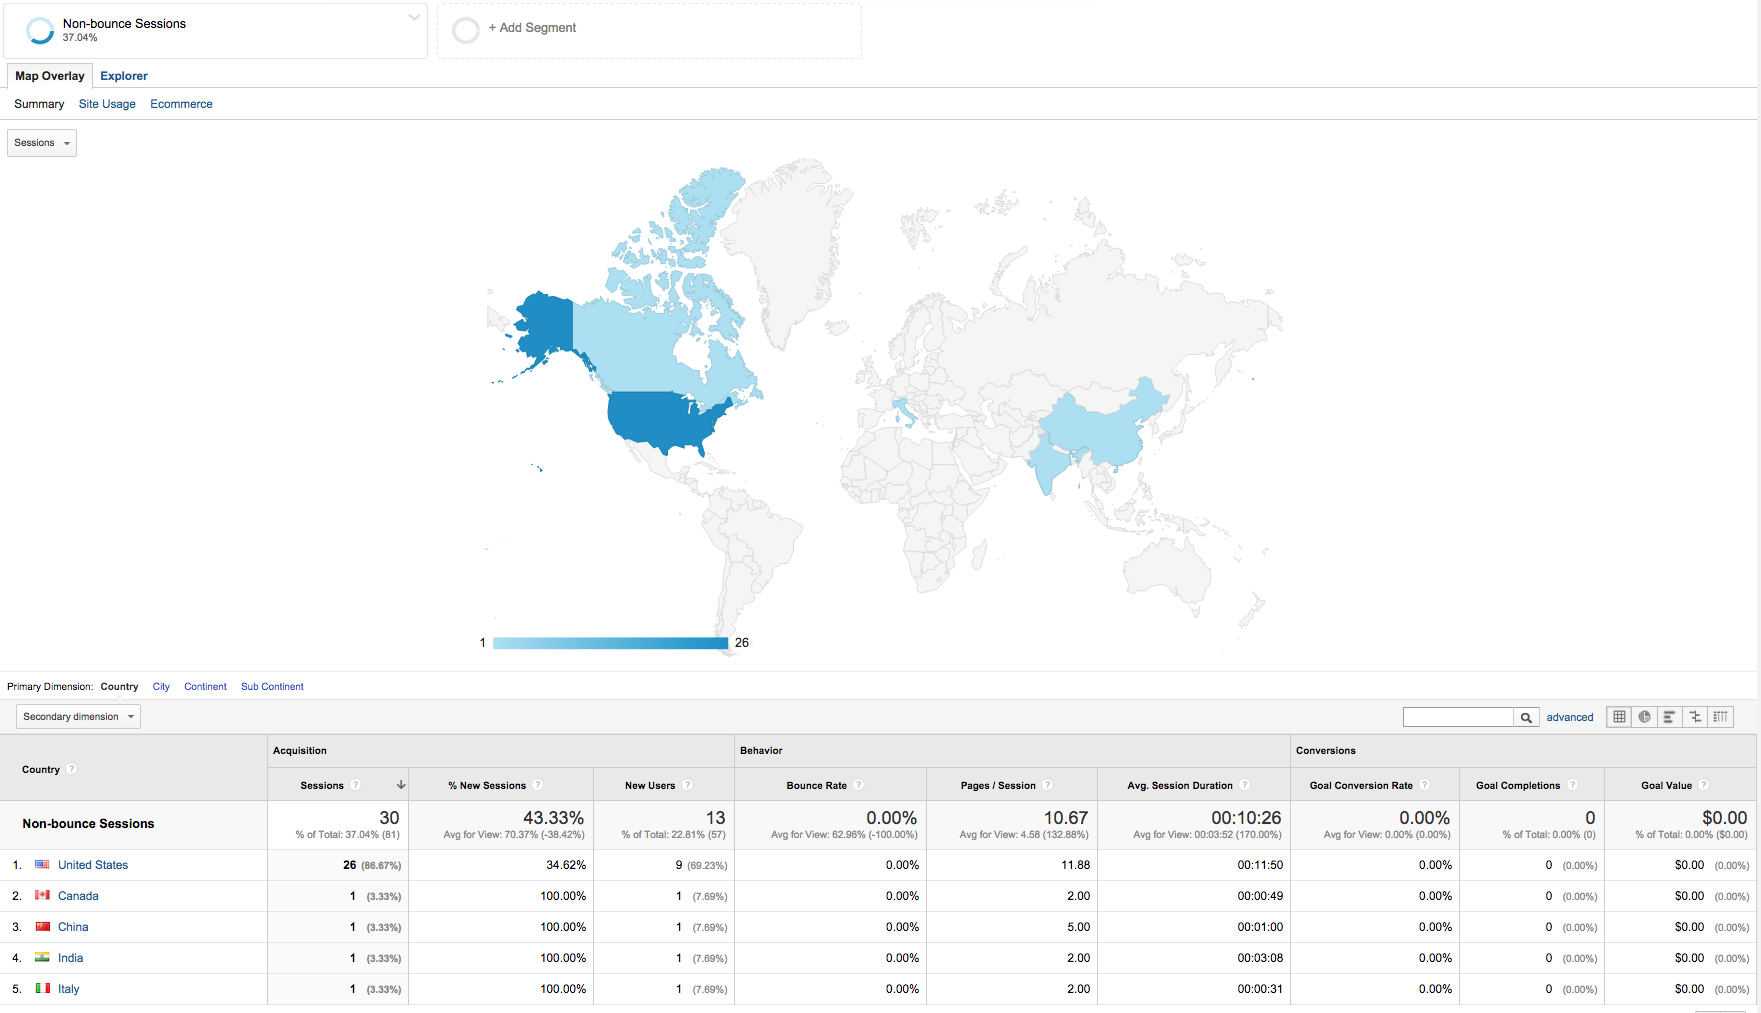 Non-bounce Sessions
37.04%
+ Add Segment
Map Overlay Explorer
Summary Site Usage Ecommerce
Sessions
1 26
Primary Dimension: Country City Continent Sub Continent
Secondary dimension advanced
Country ? Acquisition Behavior Conversions
Sessions ? % New Sessions ? New Users ? Bounce Rate ? Pages / Session ? Avg. Session Duration ? Goal Conversion Rate ? Goal Completions ? Goal Value ?
Non-bounce Sessions 30 43.33% 13 0.00% 10.67 00:10:26 0.00% 0 $0.00
% of Total: 37.04% (81) Avg for View: 70.37% (-38.42%) % of Total: 22.81% (57) Avg for View: 62.96% (-100.00%) Avg for View: 4.58 (132.88%) Avg for View: 00:03:52 (170.00%) Avg for View: 0.00% (0.00%) % of Total: 0.00% (0) % of Total: 0.00% ($0.00)
1. United States 26 (86.67%) 34.62% 9 (69.23%) 0.00% 11.88 00:11:50 0.00% 0 (0.00%) $0.00 (0.00%)
2. Canada 1 (3.33%) 100.00% 1 (7.69%) 0.00% 2.00 00:00:49 0.00% 0 (0.00%) $0.00 (0.00%)
3. China 1 (3.33%) 100.00% 1 (7.69%) 0.00% 5.00 00:01:00 0.00% 0 (0.00%) $0.00 (0.00%)
4. India 1 (3.33%) 100.00% 1 (7.69%) 0.00% 2.00 00:03:08 0.00% 0 (0.00%) $0.00 (0.00%)
5. Italy 1 (3.33%) 100.00% 1 (7.69%) 0.00% 2.00 00:00:31 0.00% 0 (0.00%) $0.00 (0.00%)